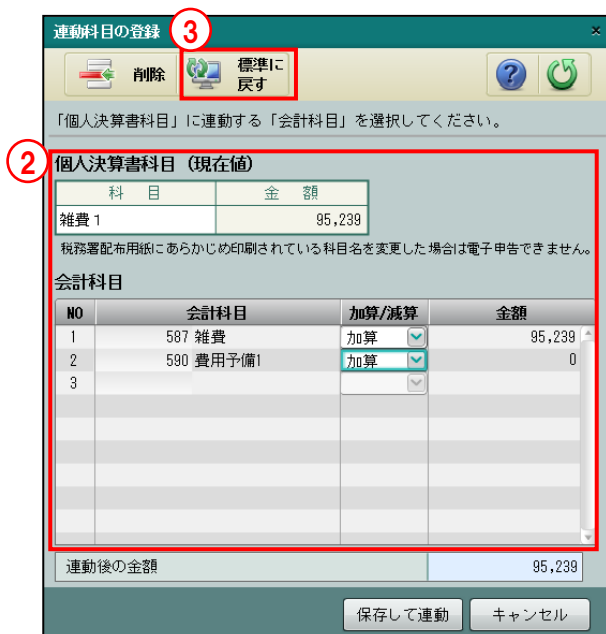 連動科目の登録
③
×
削除
標準に
戻す
?
「個人決算書科目」に連動する「会計科目」を選択してください。
②
個人決算書科目（現在値）
科　目　金　額
雑費1　95,239
税務署配布用紙にあらかじめ印刷されている科目名を変更した場合は電子申告できません。
会計科目
NO　会計科目　加算/減算　金額
1　587 雑費　加算　95,239
2　590 費用予備1　加算　0
3
連動後の金額　95,239
保存して連動　キャンセル